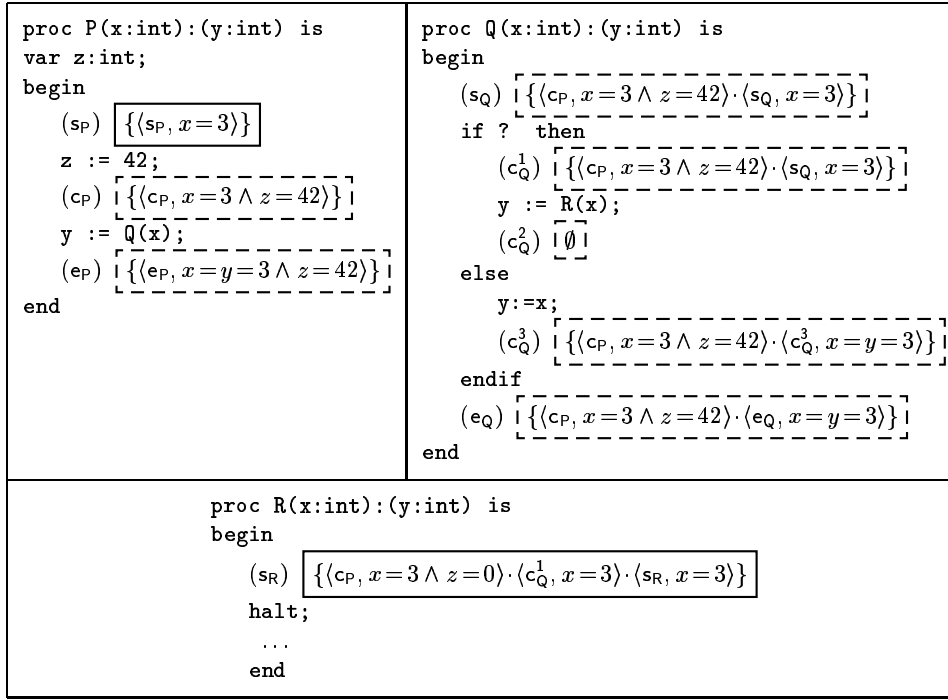 proc P(x:int):(y:int) is
var z:int;
begin
(s_P) {⟨s_P, x = 3⟩}
z := 42;
(c_P) {⟨c_P, x = 3 ∧ z = 42⟩}
y := Q(x);
(e_P) {⟨e_P, x = y = 3 ∧ z = 42⟩}
end
proc Q(x:int):(y:int) is
begin
(s_Q) {⟨c_P, x = 3 ∧ z = 42⟩·⟨s_Q, x = 3⟩}
if ? then
(c_Q^1) {⟨c_P, x = 3 ∧ z = 42⟩·⟨s_Q, x = 3⟩}
y := R(x);
(c_Q^2) ∅
else
y:=x;
(c_Q^3) {⟨c_P, x = 3 ∧ z = 42⟩·⟨c_Q^3, x = y = 3⟩}
endif
(e_Q) {⟨c_P, x = 3 ∧ z = 42⟩·⟨e_Q, x = y = 3⟩}
end
proc R(x:int):(y:int) is
begin
(s_R) {⟨c_P, x = 3 ∧ z = 0⟩·⟨c_Q^1, x = 3⟩·⟨s_R, x = 3⟩}
halt;
...
end